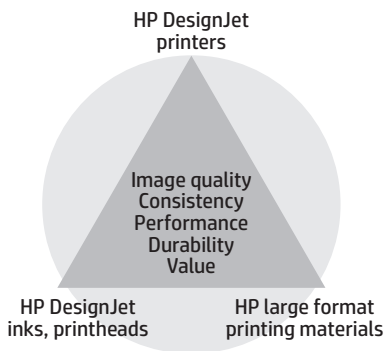 HP DesignJet
printers
Image quality
Consistency
Performance
Durability
Value
HP DesignJet
inks, printheads
HP large format
printing materials